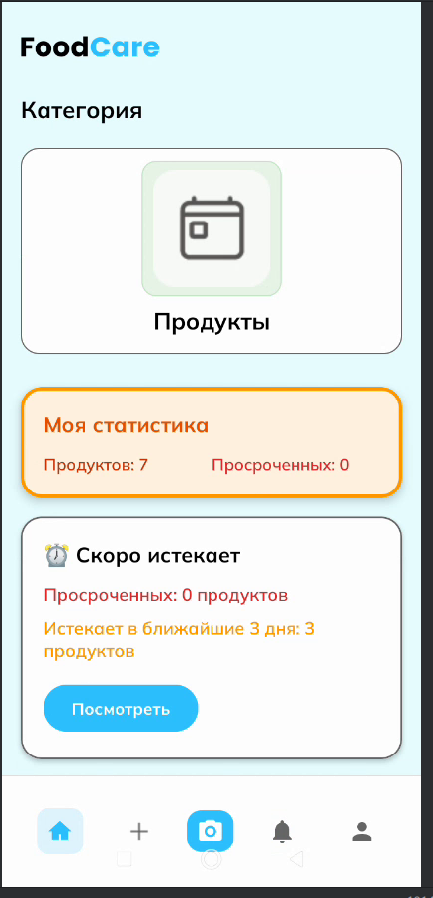 FoodCare
Категория
Продукты
Моя статистика
Продуктов: 7 Просроченных: 0
⏰ Скоро истекает
Просроченных: 0 продуктов
Истекает в ближайшие 3 дня: 3
продуктов
Посмотреть